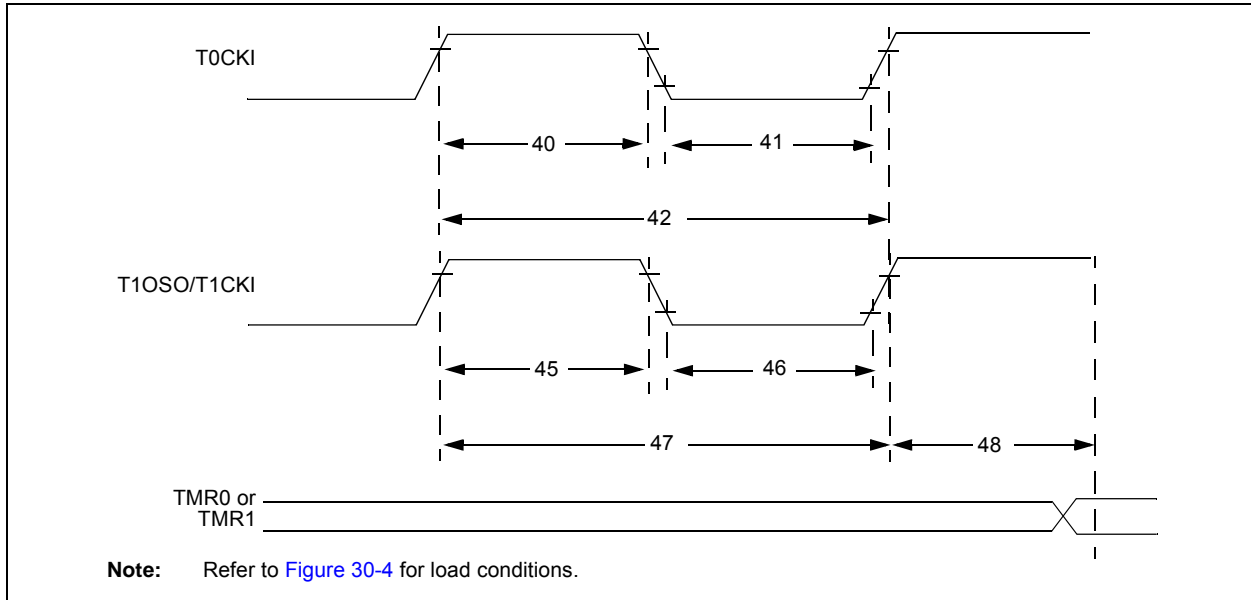 T0CKI
40
41
42
T1OSO/T1CKI
45
46
47
48
TMR0 or
TMR1
Note: Refer to Figure 30-4 for load conditions.